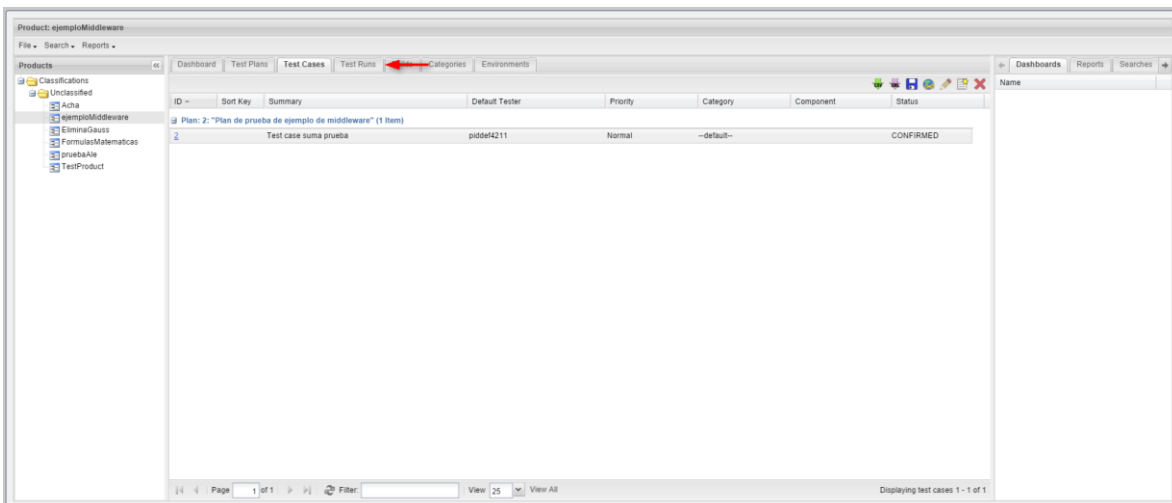 Product: ejemploMiddleware
File Search Reports
Products
Classifications
Unclassified
Acha
ejemploMiddleware
EliminaGauss
FormulasMatematicas
pruebaAle
TestProduct
Dashboard Test Plans Test Cases Test Runs Categories Environments
ID Sort Key Summary Default Tester Priority Category Component Status
Plan: 2: "Plan de prueba de ejemplo de middleware" (1 Item)
2 Test case suma prueba piddef4211 Normal --default-- CONFIRMED
Page 1 of 1 Filter: View 25 View All Displaying test cases 1 - 1 of 1
Dashboards Reports Searches
Name